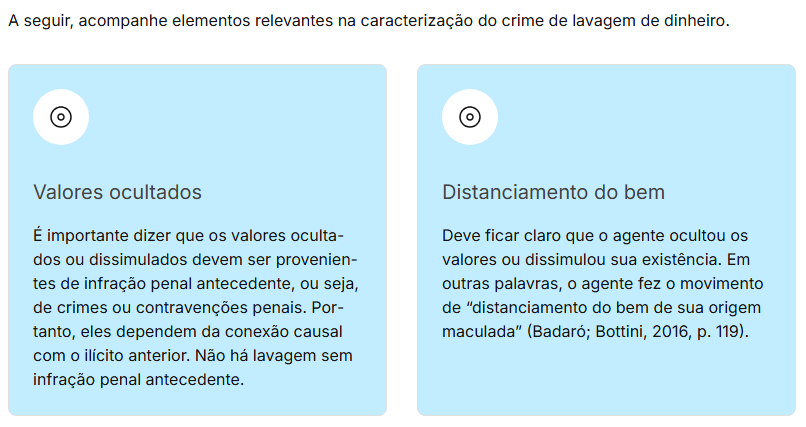 A seguir, acompanhe elementos relevantes na caracterização do crime de lavagem de dinheiro.
Valores ocultados
É importante dizer que os valores oculta-
dos ou dissimulados devem ser provenien-
tes de infração penal antecedente, ou seja,
de crimes ou contravenções penais. Por-
tanto, eles dependem da conexão causal
com o ilícito anterior. Não há lavagem sem
infração penal antecedente.
Distanciamento do bem
Deve ficar claro que o agente ocultou os
valores ou dissimulou sua existência. Em
outras palavras, o agente fez o movimento
de “distanciamento do bem de sua origem
maculada” (Badaró; Bottini, 2016, p. 119).